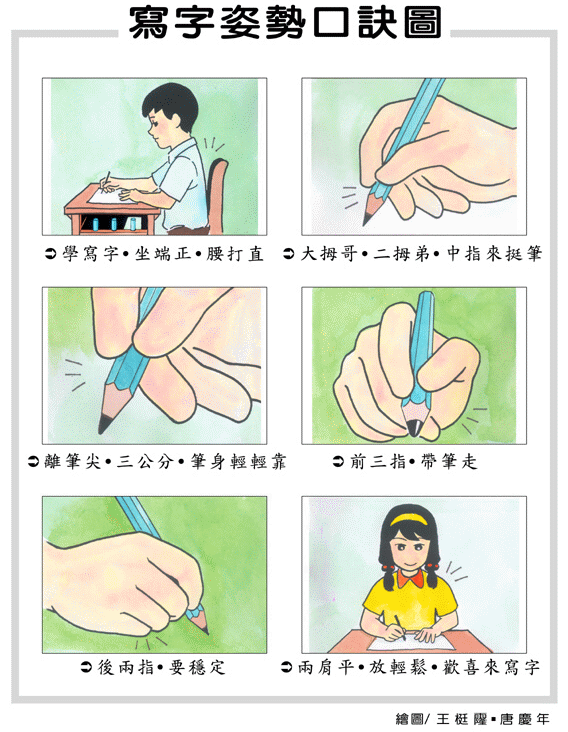 寫字姿勢口訣圖
➲學寫字•坐端正•腰打直
➲大拇哥•二拇弟•中指來挺筆
➲離筆尖•三公分•筆身輕輕靠
➲前三指•帶筆走
➲後兩指•要穩定
➲兩肩平•放輕鬆•歡喜來寫字
繪圖/王梃隆▪唐慶年